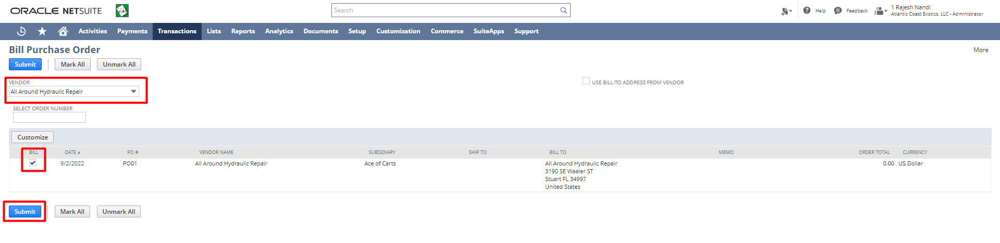 ORACLE NETSUITE
Search
Help
Feedback
1 Rajesh Nandi
Atlantic Coast Exotics, LLC - Administrator
Activities Payments Transactions Lists Reports Analytics Documents Setup Customization Commerce SuiteApps Support
Bill Purchase Order
More
Submit Mark All Unmark All
VENDOR
All Around Hydraulic Repair
USE BILL-TO ADDRESS FROM VENDOR
SELECT ORDER NUMBER
Customize
BILL DATE PO # VENDOR NAME SUBSIDIARY SHIP TO BILL TO MEMO ORDER TOTAL CURRENCY
9/2/2022 PO01 All Around Hydraulic Repair Ace of Carts All Around Hydraulic Repair 0.00 US Dollar
3190 SE Waaler ST
Stuart FL 34997
United States
Submit Mark All Unmark All